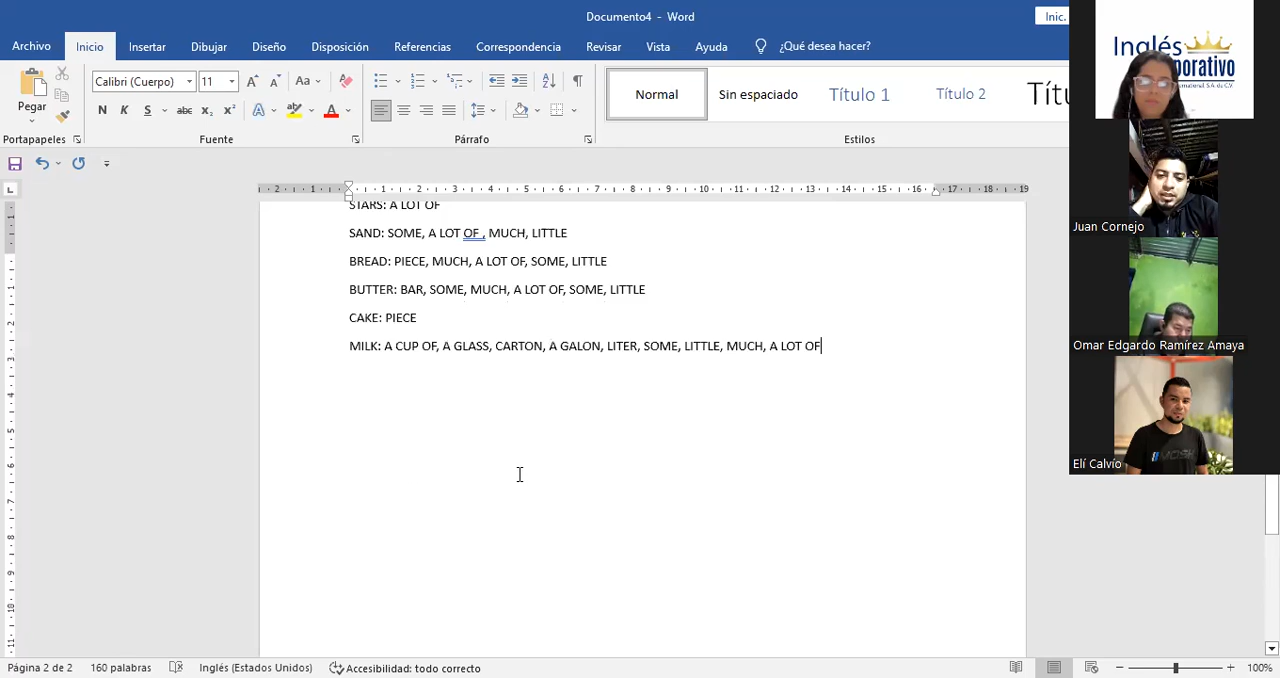 Documento4 - Word
Inic.
Archivo
Inicio
Insertar
Dibujar
Diseño
Disposición
Referencias
Correspondencia
Revisar
Vista
Ayuda
¿Qué desea hacer?
Pegar
Calibri (Cuerpo)
11
Normal
Sin espaciado
Título 1
Título 2
Portapapeles
Fuente
Párrafo
Estilos
STARS: A LOT OF
SAND: SOME, A LOT OF , MUCH, LITTLE
BREAD: PIECE, MUCH, A LOT OF, SOME, LITTLE
BUTTER: BAR, SOME, MUCH, A LOT OF, SOME, LITTLE
CAKE: PIECE
MILK: A CUP OF, A GLASS, CARTON, A GALON, LITER, SOME, LITTLE, MUCH, A LOT OF
Inglés
Juan Cornejo
Omar Edgardo Ramírez Amaya
Elí Calvío
Página 2 de 2
160 palabras
Inglés (Estados Unidos)
Accesibilidad: todo correcto
100%